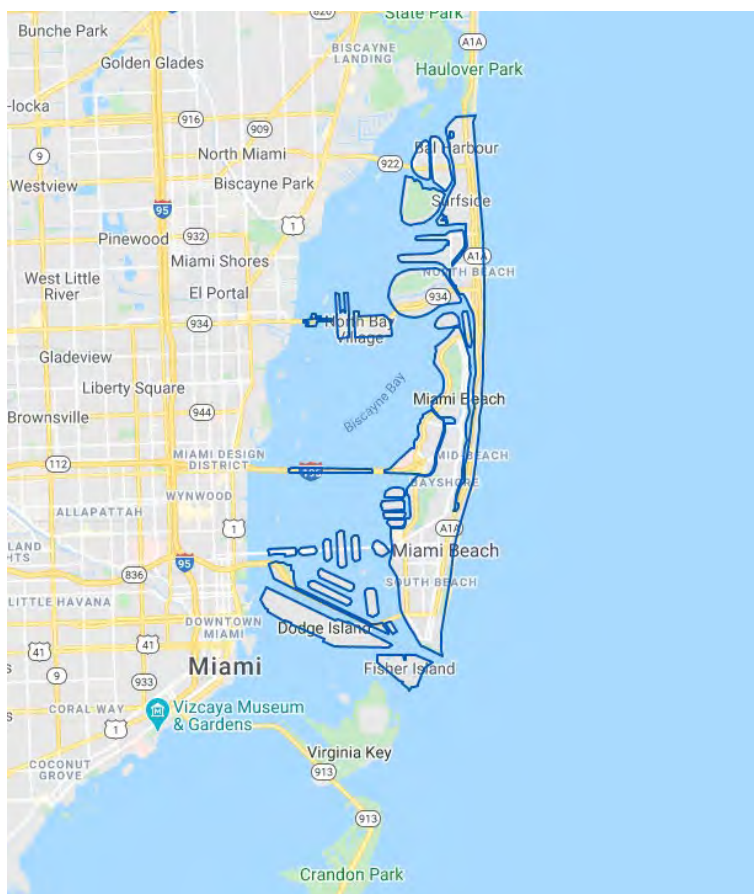 820
State Park
Bunche Park
A1A
BISCAYNE
LANDING
Golden Glades
Haulover Park
-locka
916
909
9
North Miami
922
Bal Harbour
Westview
Biscayne Park
Surfside
95
1
Pinewood
932
Miami Shores
A1A
NORTH BEACH
West Little
River
El Portal
934
934
934
North Bay
Village
Gladeview
Liberty Square
Biscayne Bay
Miami Beach
944
Brownsville
MIAMI DESIGN
DISTRICT
112
MID-BEACH
BAYSHORE
WYNWOOD
ALLAPATTAH
1
A1A
LAND
HTS
95
836
Miami Beach
SOUTH BEACH
LITTLE HAVANA
DOWNTOWN
MIAMI
Dodge Island
41
41
9
Miami
Fisher Island
933
CORAL WAY
1
Vizcaya Museum
& Gardens
COCONUT
GROVE
Virginia Key
913
913
Crandon Park